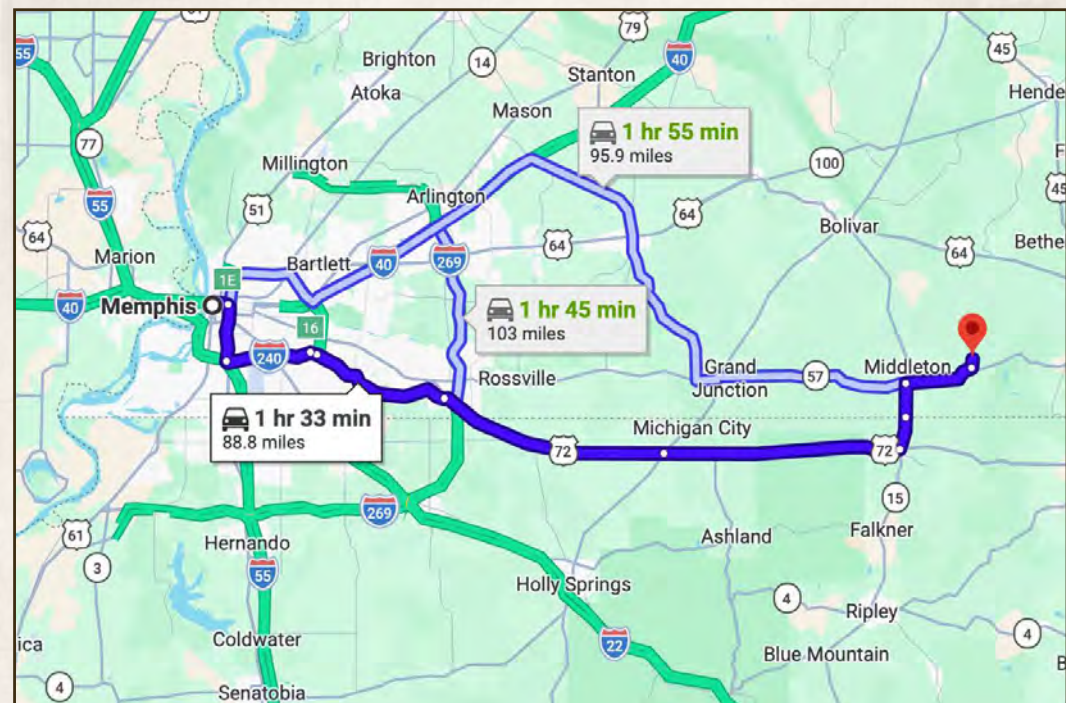 55
Brighton
14
79
40
45
Stanton
Atoka
Hende
Mason
1 hr 55 min
95.9 miles
77
Millington
100
F
45
Arlington
55
51
64
Bolivar
64
64
64
Bethe
Marion
Bartlett
40
269
1E
40
Memphis
1 hr 45 min
103 miles
16
240
Rossville
Grand
Junction
57
Middleton
1 hr 33 min
88.8 miles
Michigan City
72
72
15
269
61
Hernando
Ashland
Falkner
3
55
Holly Springs
4
Ripley
4
ica
Coldwater
22
Blue Mountain
B
4
Senatobia